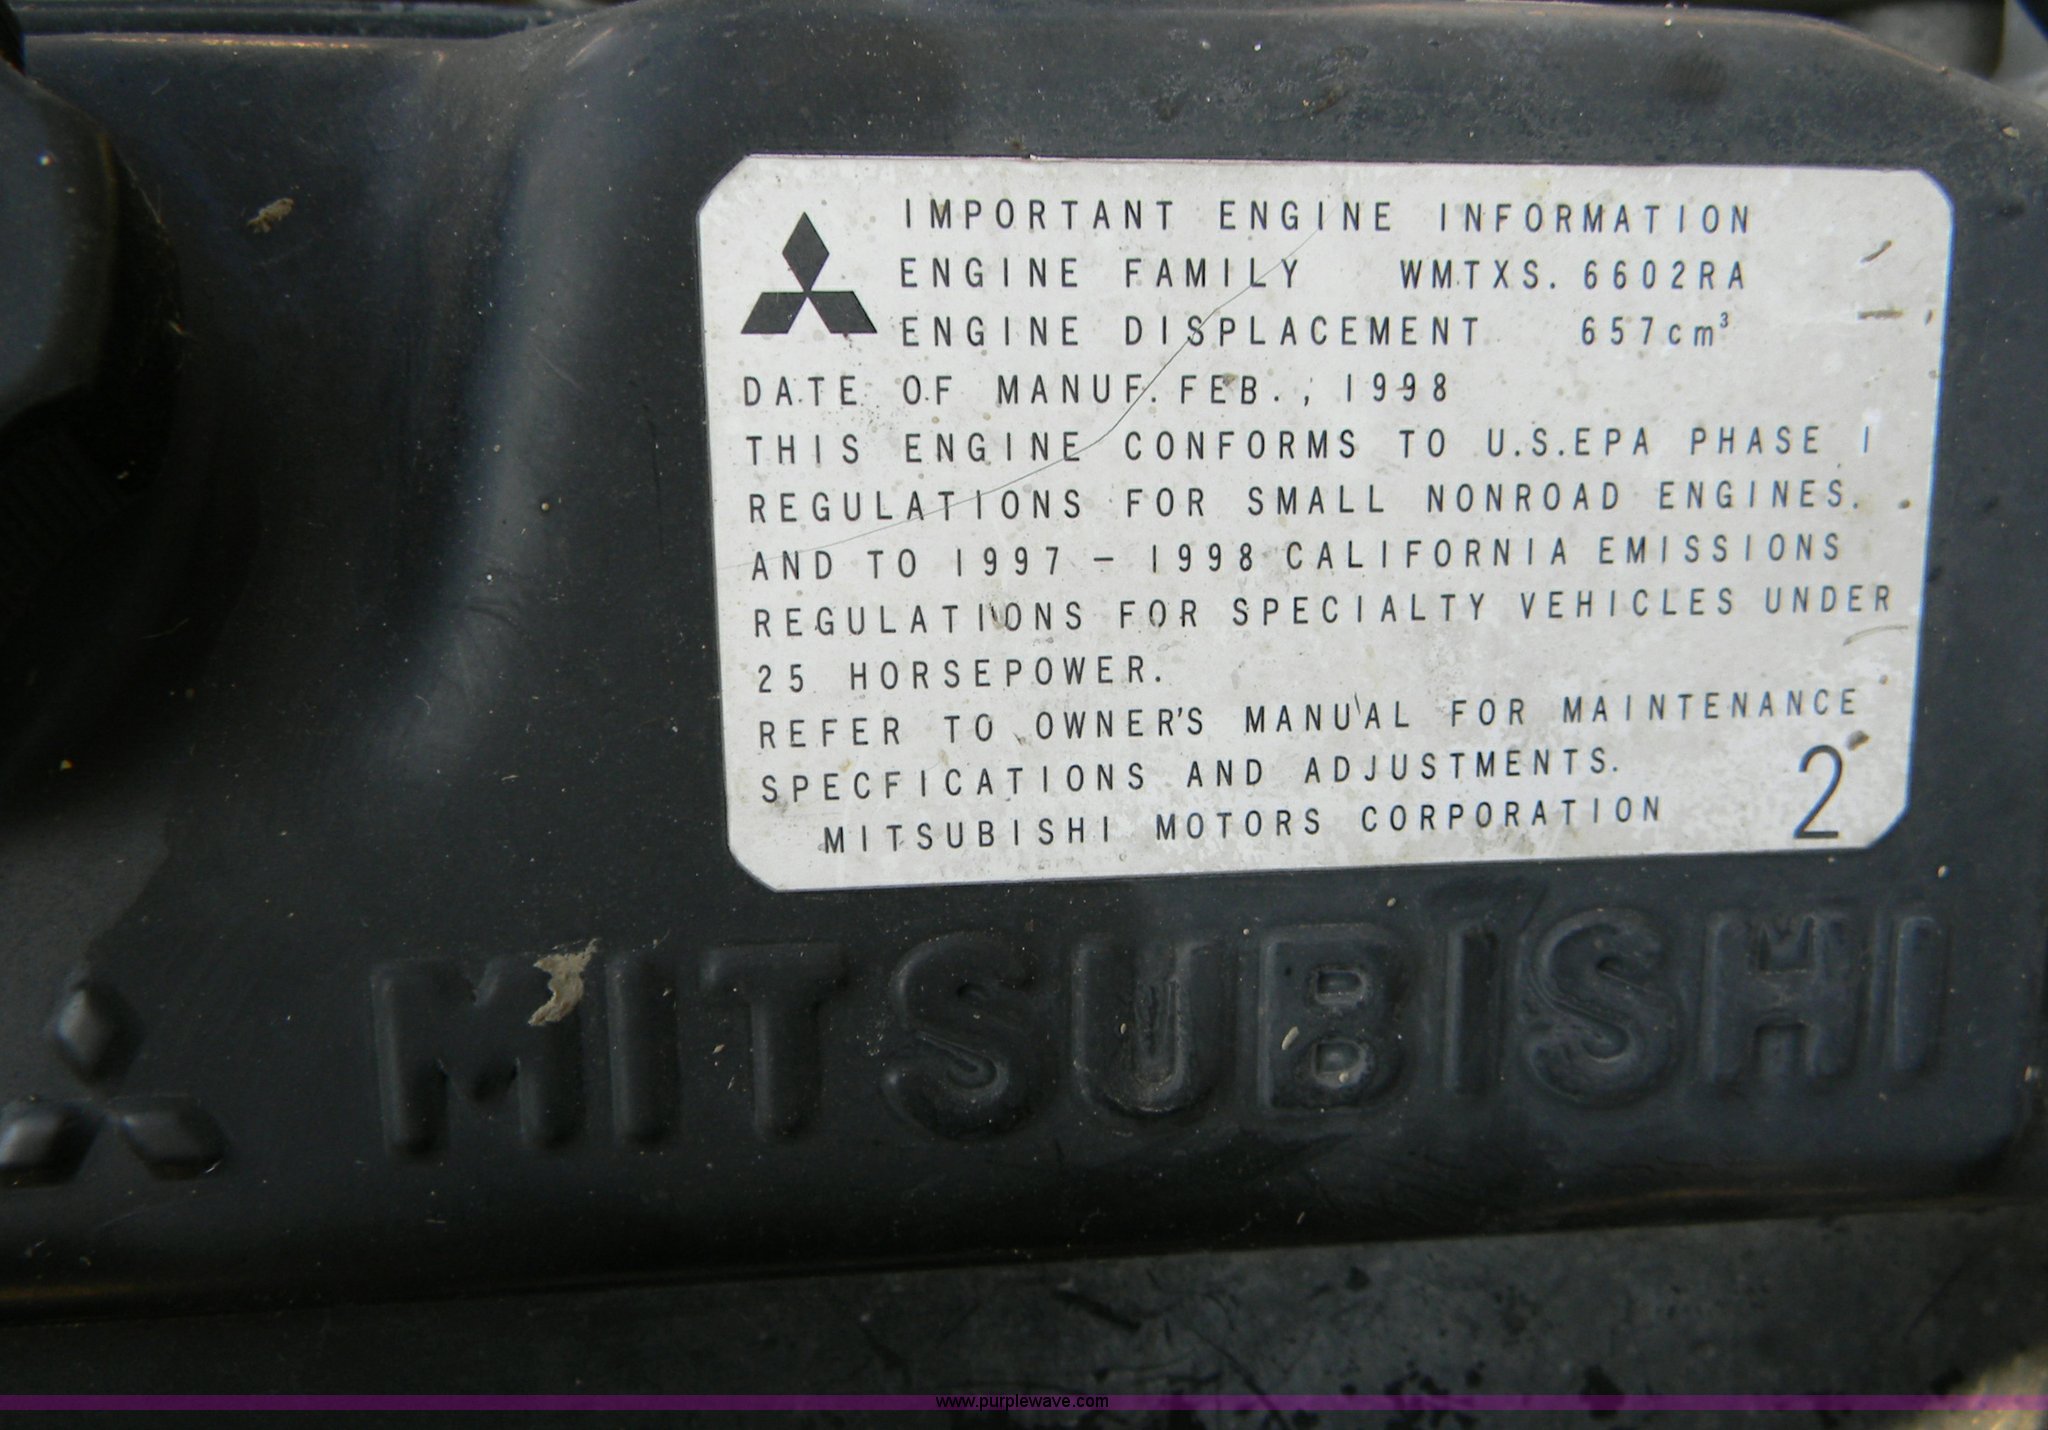 IMPORTANT ENGINE INFORMATION
ENGINE FAMILY WMTXS.6602RA
ENGINE DISPLACEMENT 657cm³
DATE OF MANUF. FEB., 1998
THIS ENGINE CONFORMS TO U.S.EPA PHASE I
REGULATIONS FOR SMALL NONROAD ENGINES.
AND TO 1997 - 1998 CALIFORNIA EMISSIONS
REGULATIONS FOR SPECIALTY VEHICLES UNDER
25 HORSEPOWER.
REFER TO OWNER'S MANUAL FOR MAINTENANCE
SPECFICATIONS AND ADJUSTMENTS.
MITSUBISHI MOTORS CORPORATION 2
MITSUBISHI
www.purplewave.com